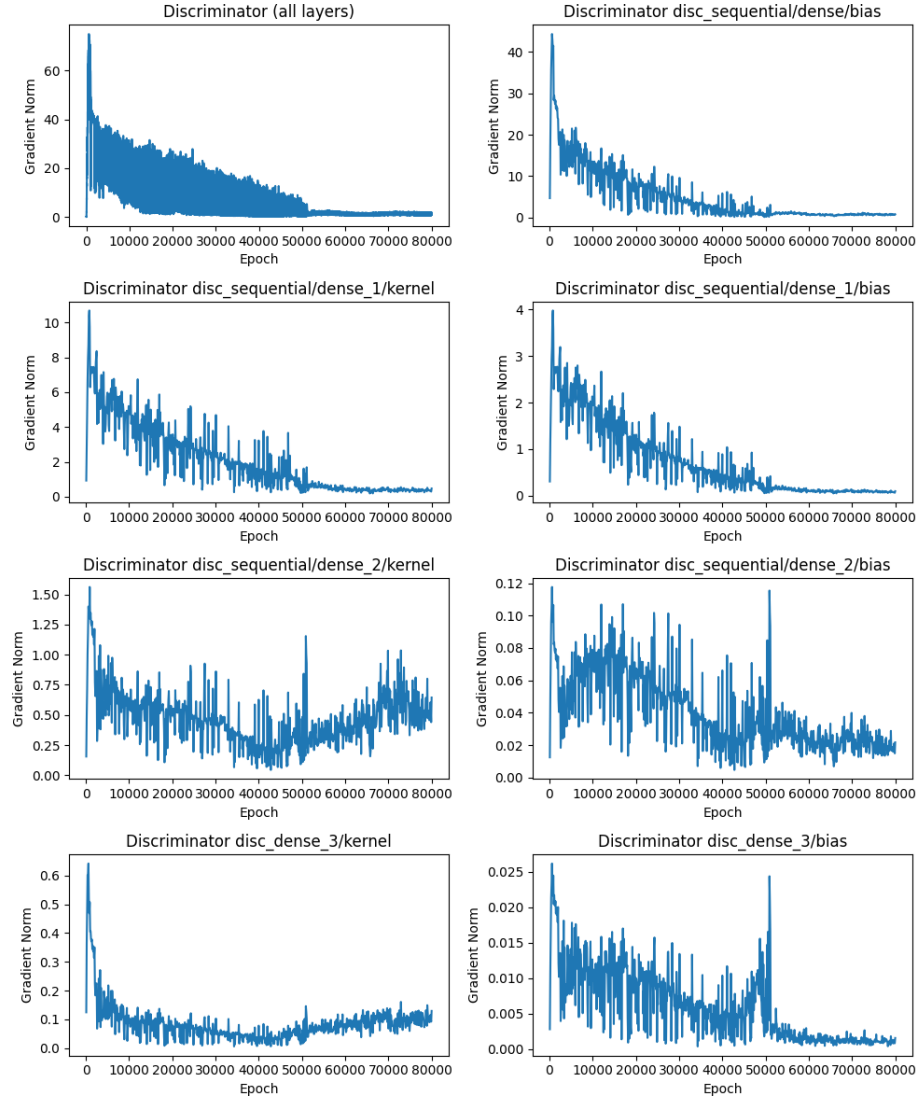 Discriminator (all layers)
Gradient Norm
60
40
20
0
0 10000 20000 30000 40000 50000 60000 70000 80000
Epoch
Discriminator disc_sequential/dense/bias
Gradient Norm
40
30
20
10
0
0 10000 20000 30000 40000 50000 60000 70000 80000
Epoch
Discriminator disc_sequential/dense_1/kernel
Gradient Norm
10
8
6
4
2
0
0 10000 20000 30000 40000 50000 60000 70000 80000
Epoch
Discriminator disc_sequential/dense_1/bias
Gradient Norm
4
3
2
1
0
0 10000 20000 30000 40000 50000 60000 70000 80000
Epoch
Discriminator disc_sequential/dense_2/kernel
Gradient Norm
1.50
1.25
1.00
0.75
0.50
0.25
0.00
0 10000 20000 30000 40000 50000 60000 70000 80000
Epoch
Discriminator disc_sequential/dense_2/bias
Gradient Norm
0.12
0.10
0.08
0.06
0.04
0.02
0.00
0 10000 20000 30000 40000 50000 60000 70000 80000
Epoch
Discriminator disc_dense_3/kernel
Gradient Norm
0.6
0.5
0.4
0.3
0.2
0.1
0.0
0 10000 20000 30000 40000 50000 60000 70000 80000
Epoch
Discriminator disc_dense_3/bias
Gradient Norm
0.025
0.020
0.015
0.010
0.005
0.000
0 10000 20000 30000 40000 50000 60000 70000 80000
Epoch